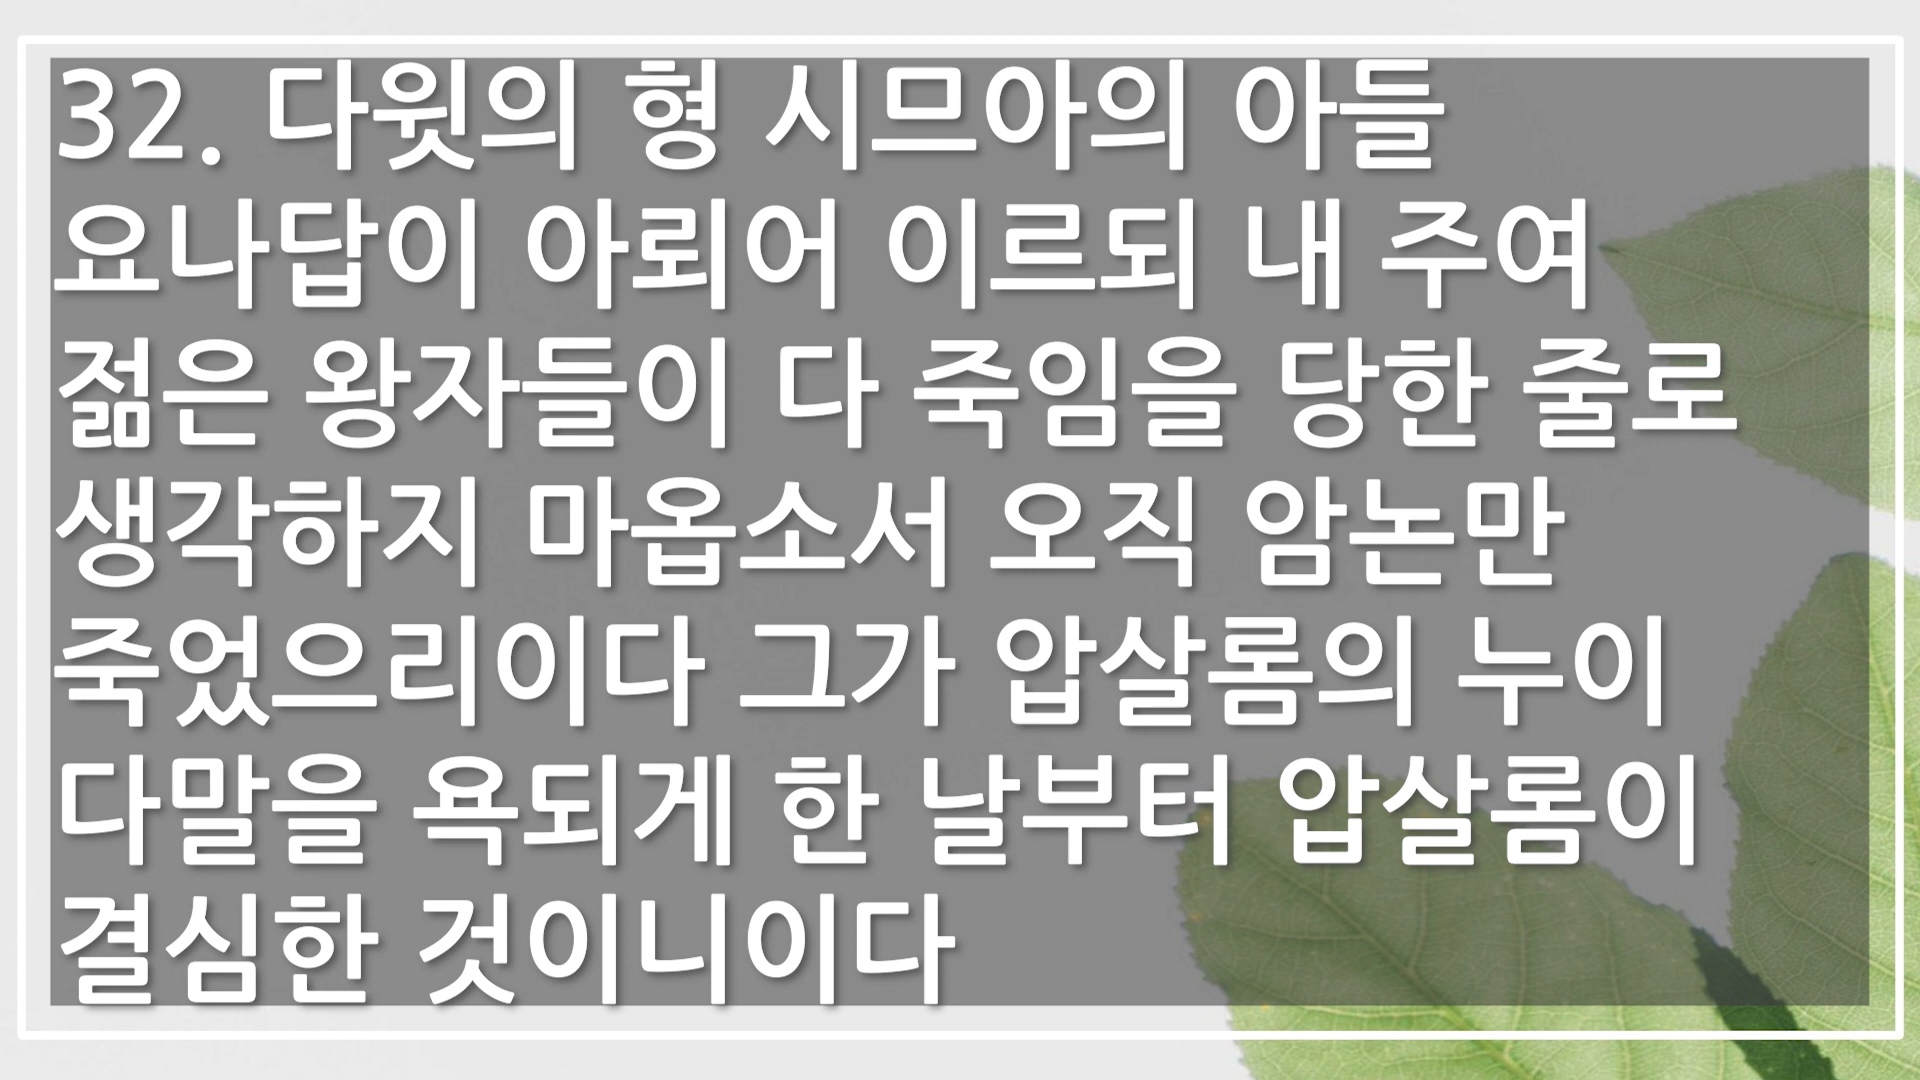 32. 다윗의 형 시므아의 아들
요나답이 아뢰어 이르되 내 주여
젊은 왕자들이 다 죽임을 당한 줄로
생각하지 마옵소서 오직 암논만
죽었으리이다 그가 압살롬의 누이
다말을 욕되게 한 날부터 압살롬이
결심한 것이니이다